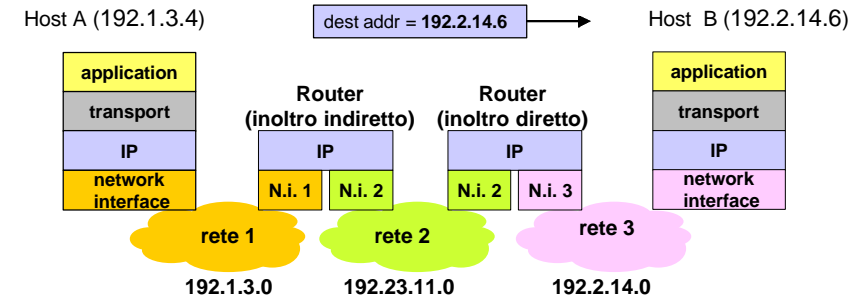 Host A (192.1.3.4)
dest addr = 192.2.14.6
Host B (192.2.14.6)
application
transport
IP
network
interface
Router
(inoltro indiretto)
IP
N.i. 1
N.i. 2
Router
(inoltro diretto)
IP
N.i. 2
N.i. 3
application
transport
IP
network
interface
rete 1
rete 2
rete 3
192.1.3.0
192.23.11.0
192.2.14.0